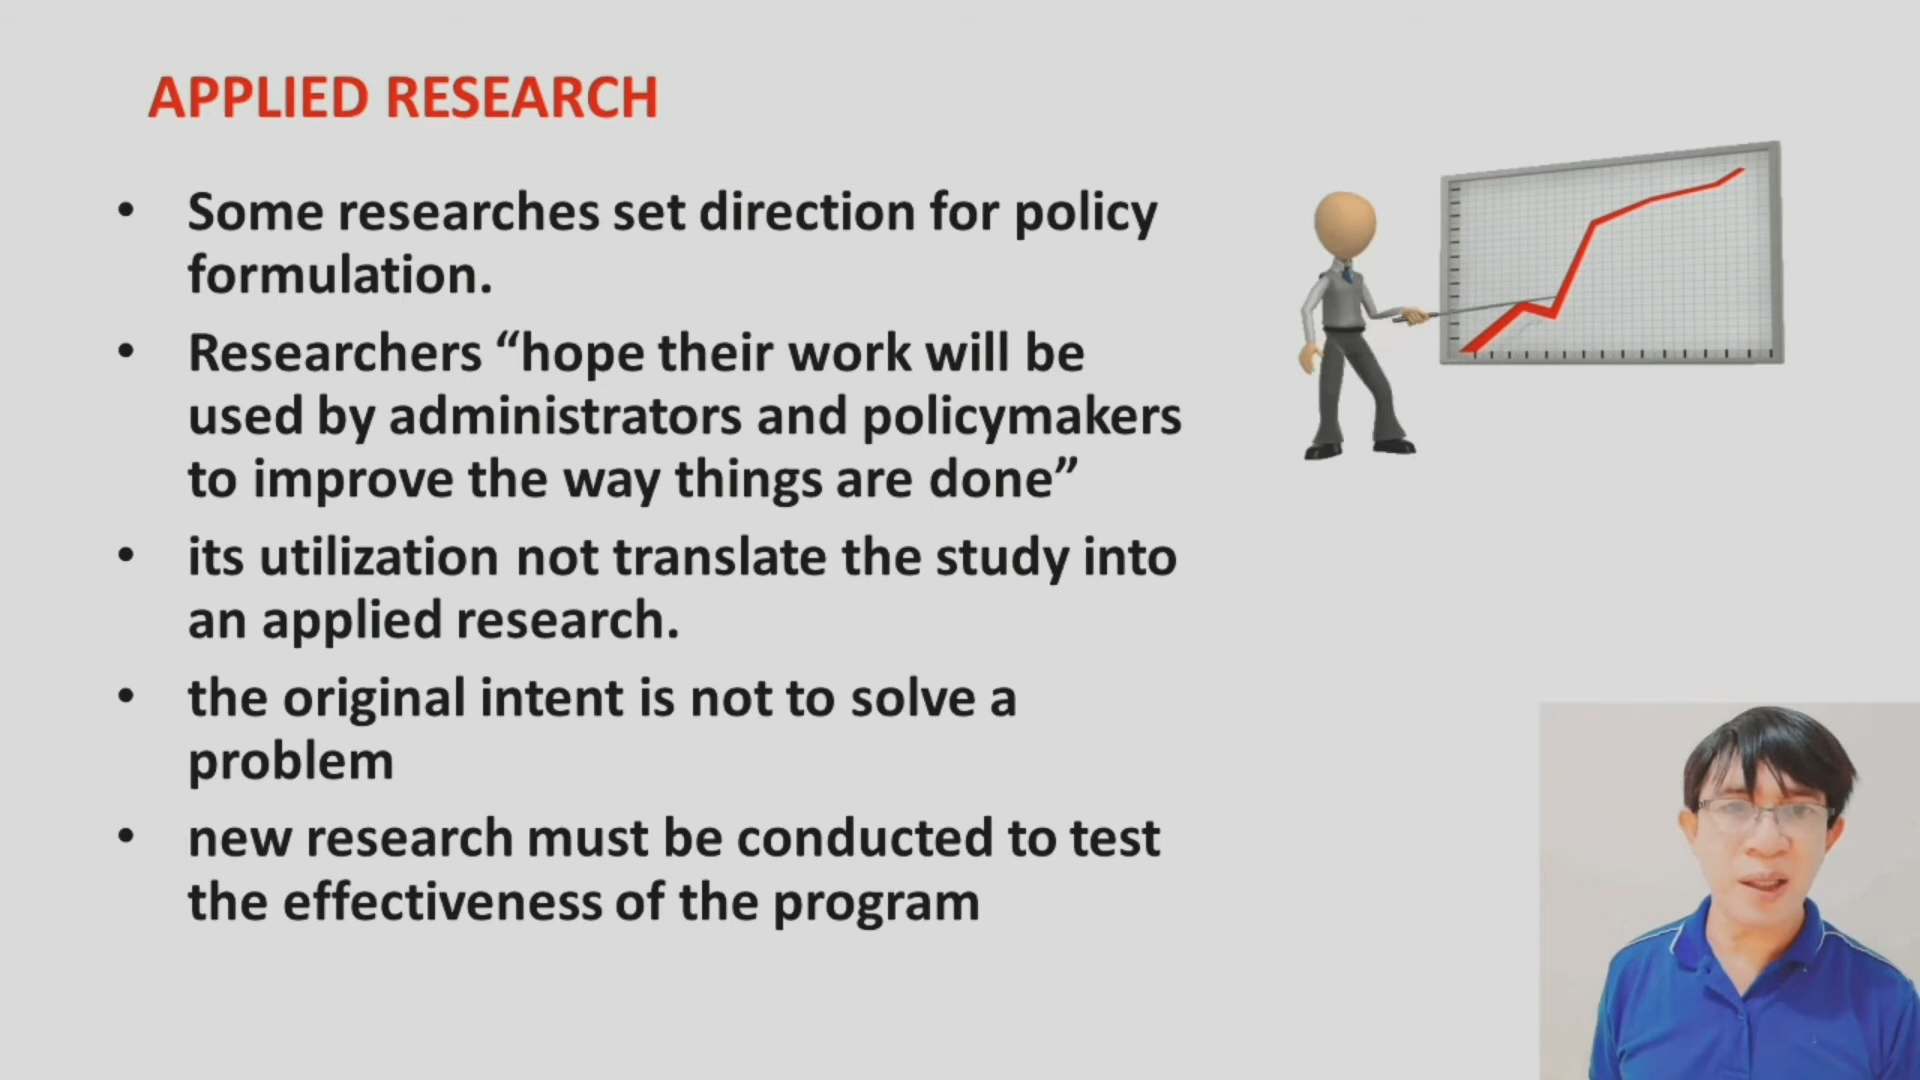 APPLIED RESEARCH
• Some researches set direction for policy
formulation.
• Researchers “hope their work will be
used by administrators and policymakers
to improve the way things are done”
• its utilization not translate the study into
an applied research.
• the original intent is not to solve a
problem
• new research must be conducted to test
the effectiveness of the program